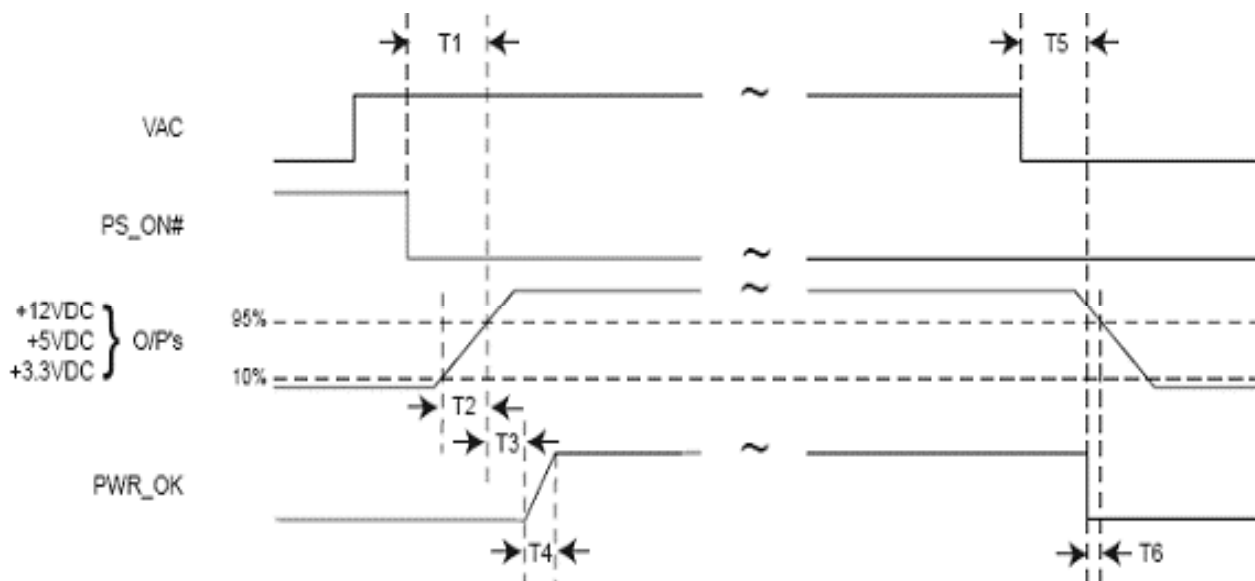 T1
T5
VAC
~
PS_ON#
~
+12VDC
+5VDC } O/P's
+3.3VDC
~
95%
10%
T2
T3
PWR_OK
~
T4
T6